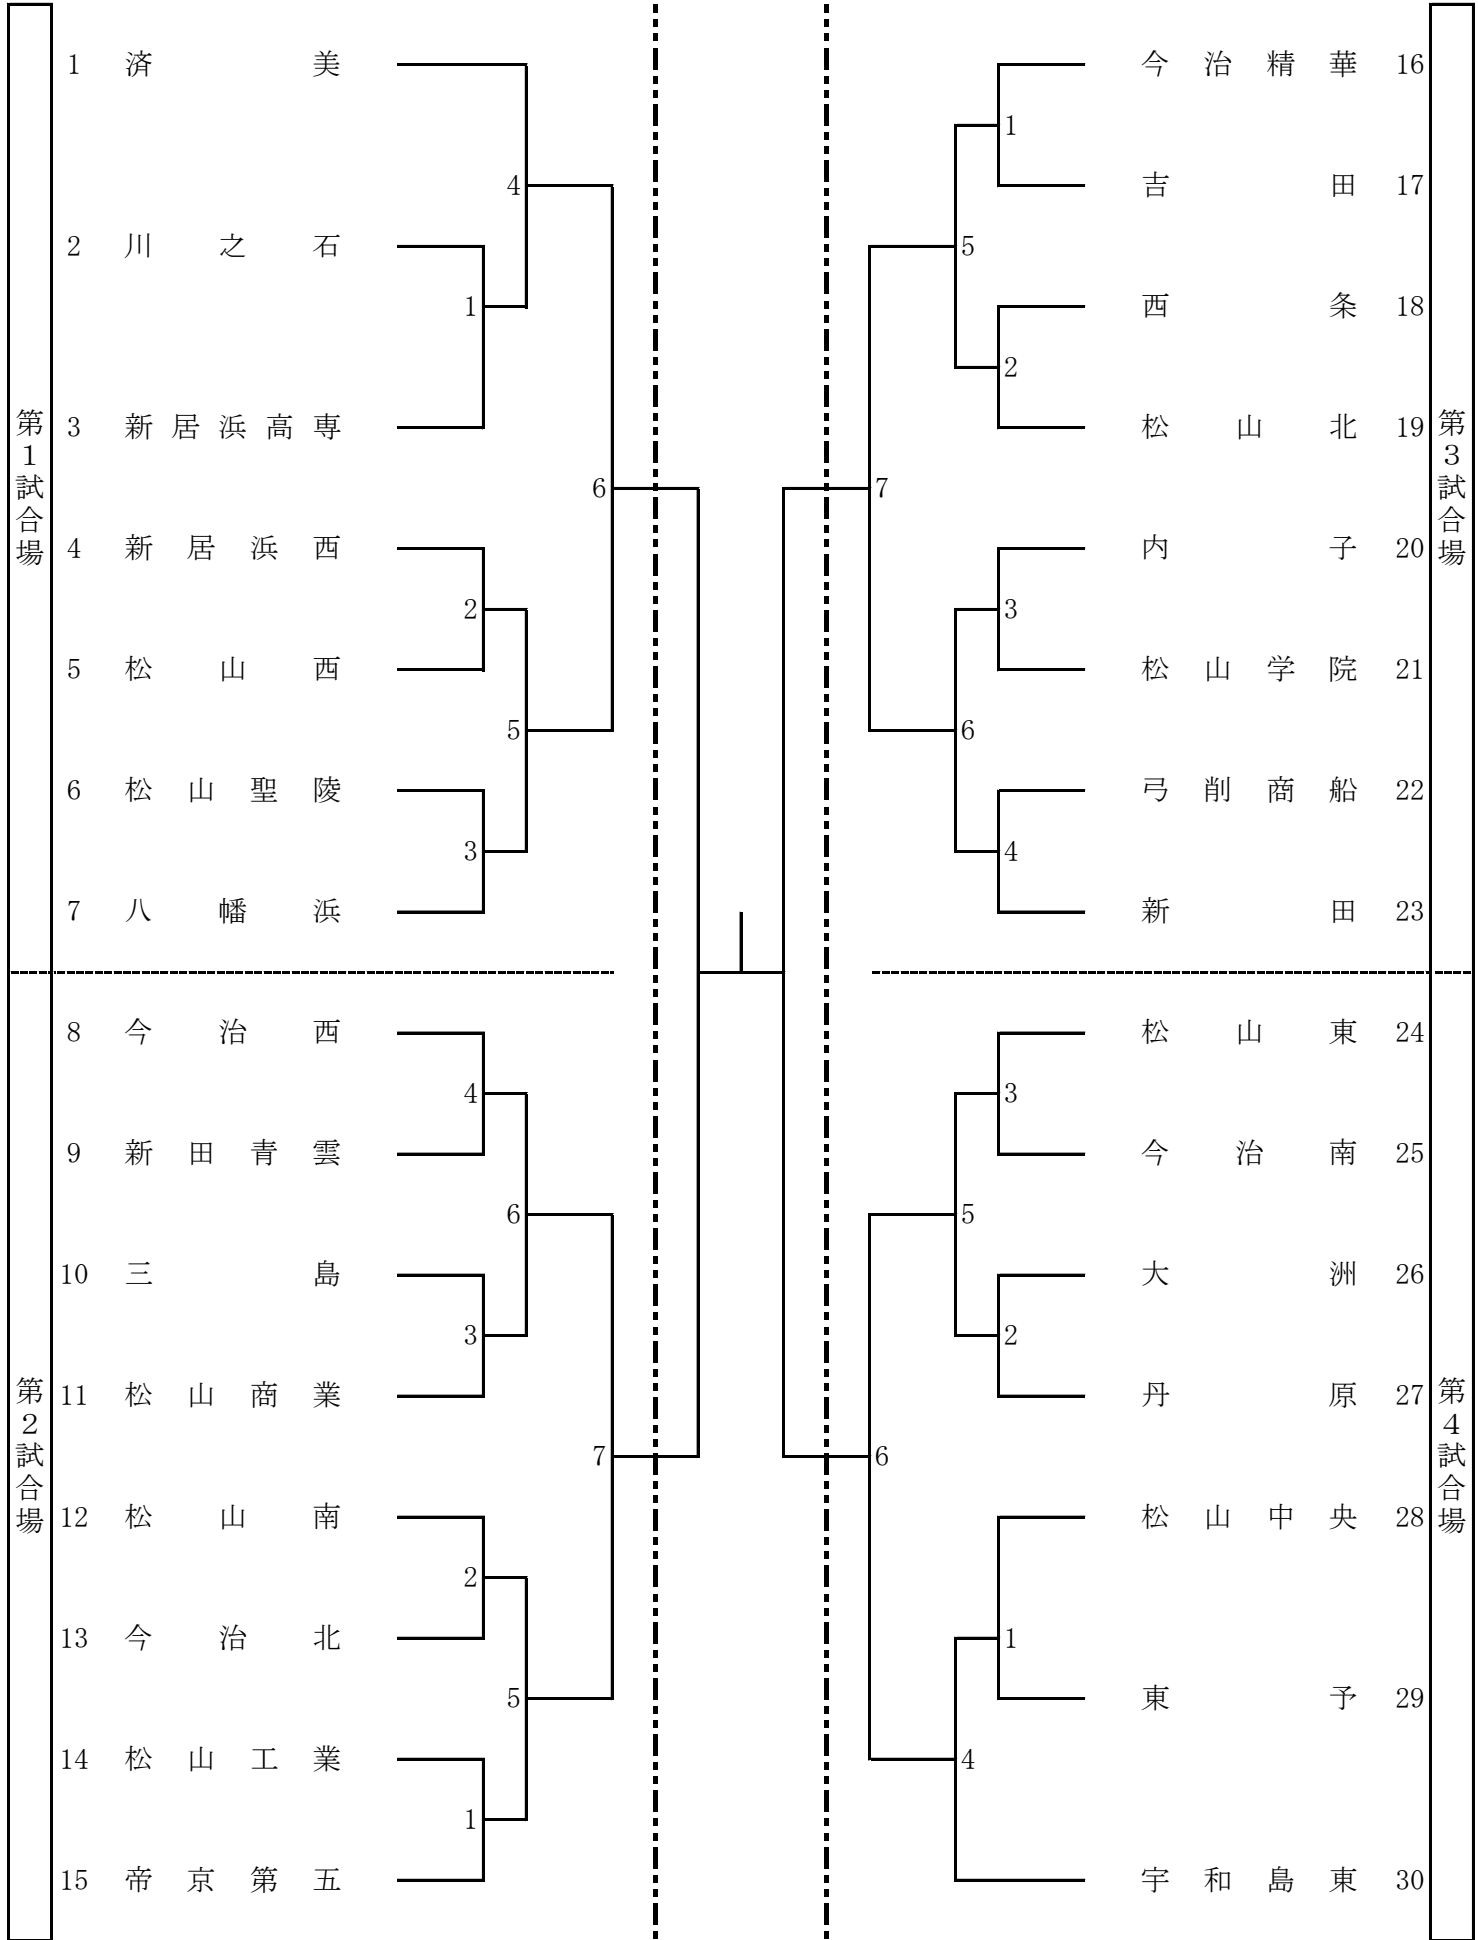 第1試合場
1 済美
2 川之石
3 新居浜高専
4 新居浜西
5 松山西
6 松山聖陵
7 八幡浜
4
1
6
2
5
3
第2試合場
8 今治西
9 新田青雲
10 三島
11 松山商業
12 松山南
13 今治北
14 松山工業
15 帝京第五
4
6
3
7
2
5
1
第3試合場
今治精華 16
吉田 17
西条 18
松山北 19
内子 20
松山学院 21
弓削商船 22
新田 23
1
5
2
7
3
6
4
第4試合場
松山東 24
今治南 25
大洲 26
丹原 27
松山中央 28
東予 29
宇和島東 30
3
5
2
6
1
4